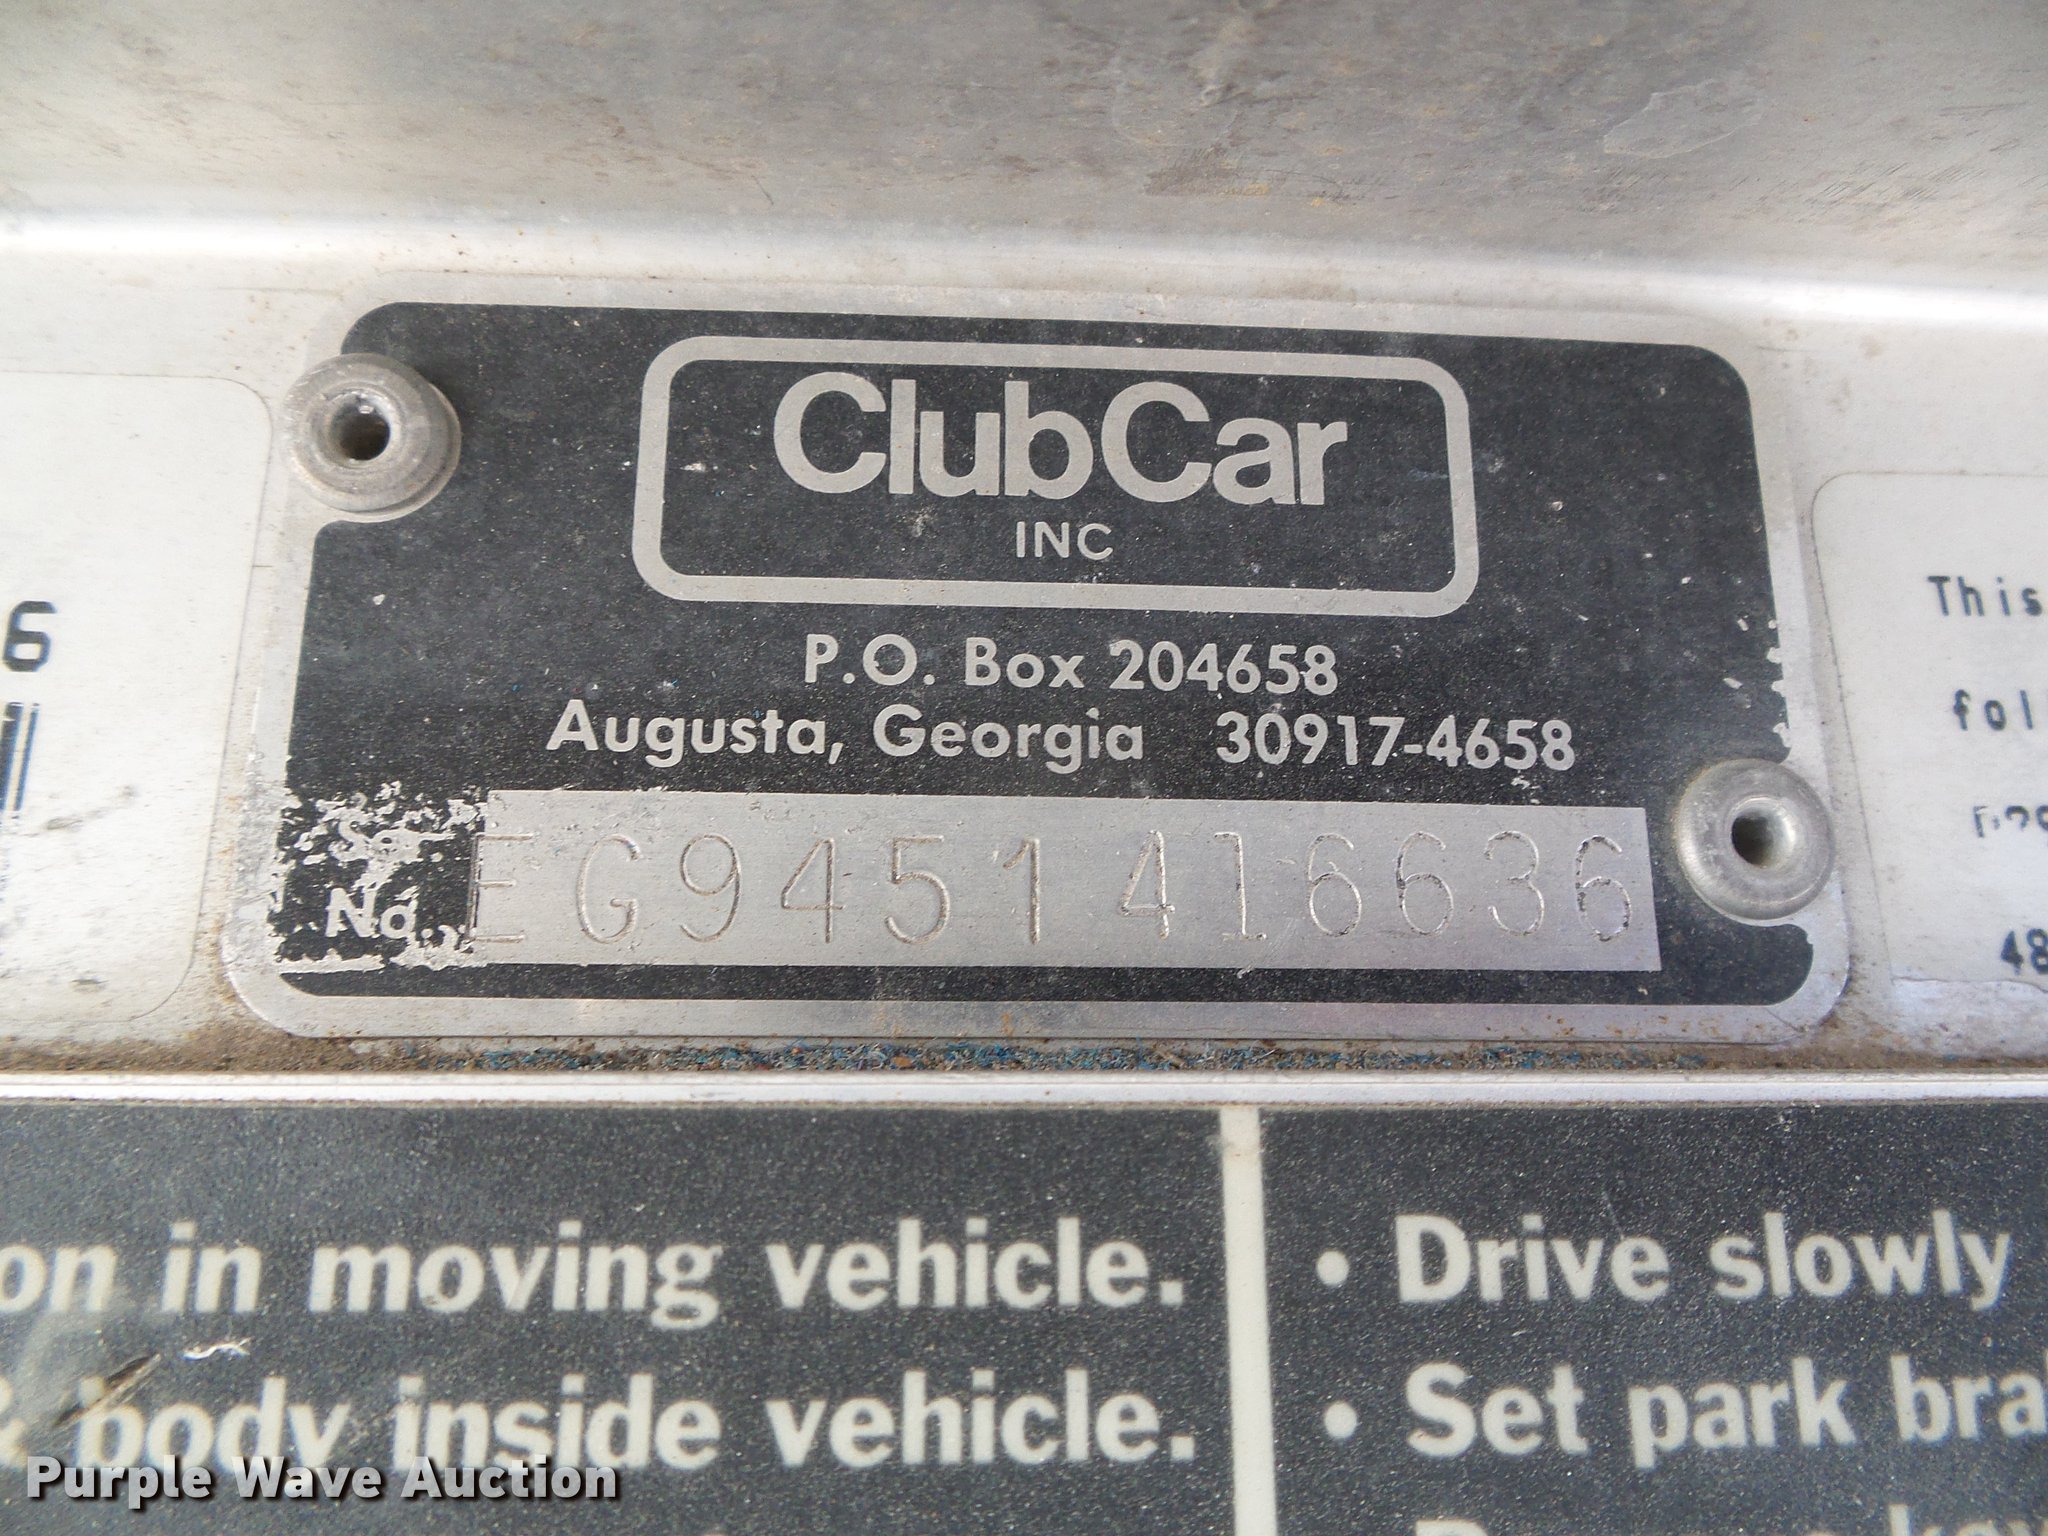 ClubCar
INC
P.O. Box 204658
Augusta, Georgia 30917-4658
Se
No. EG9451416636
6
This
fol
48
on in moving vehicle.
& body inside vehicle.
• Drive slowly
• Set park bra
Purple Wave Auction